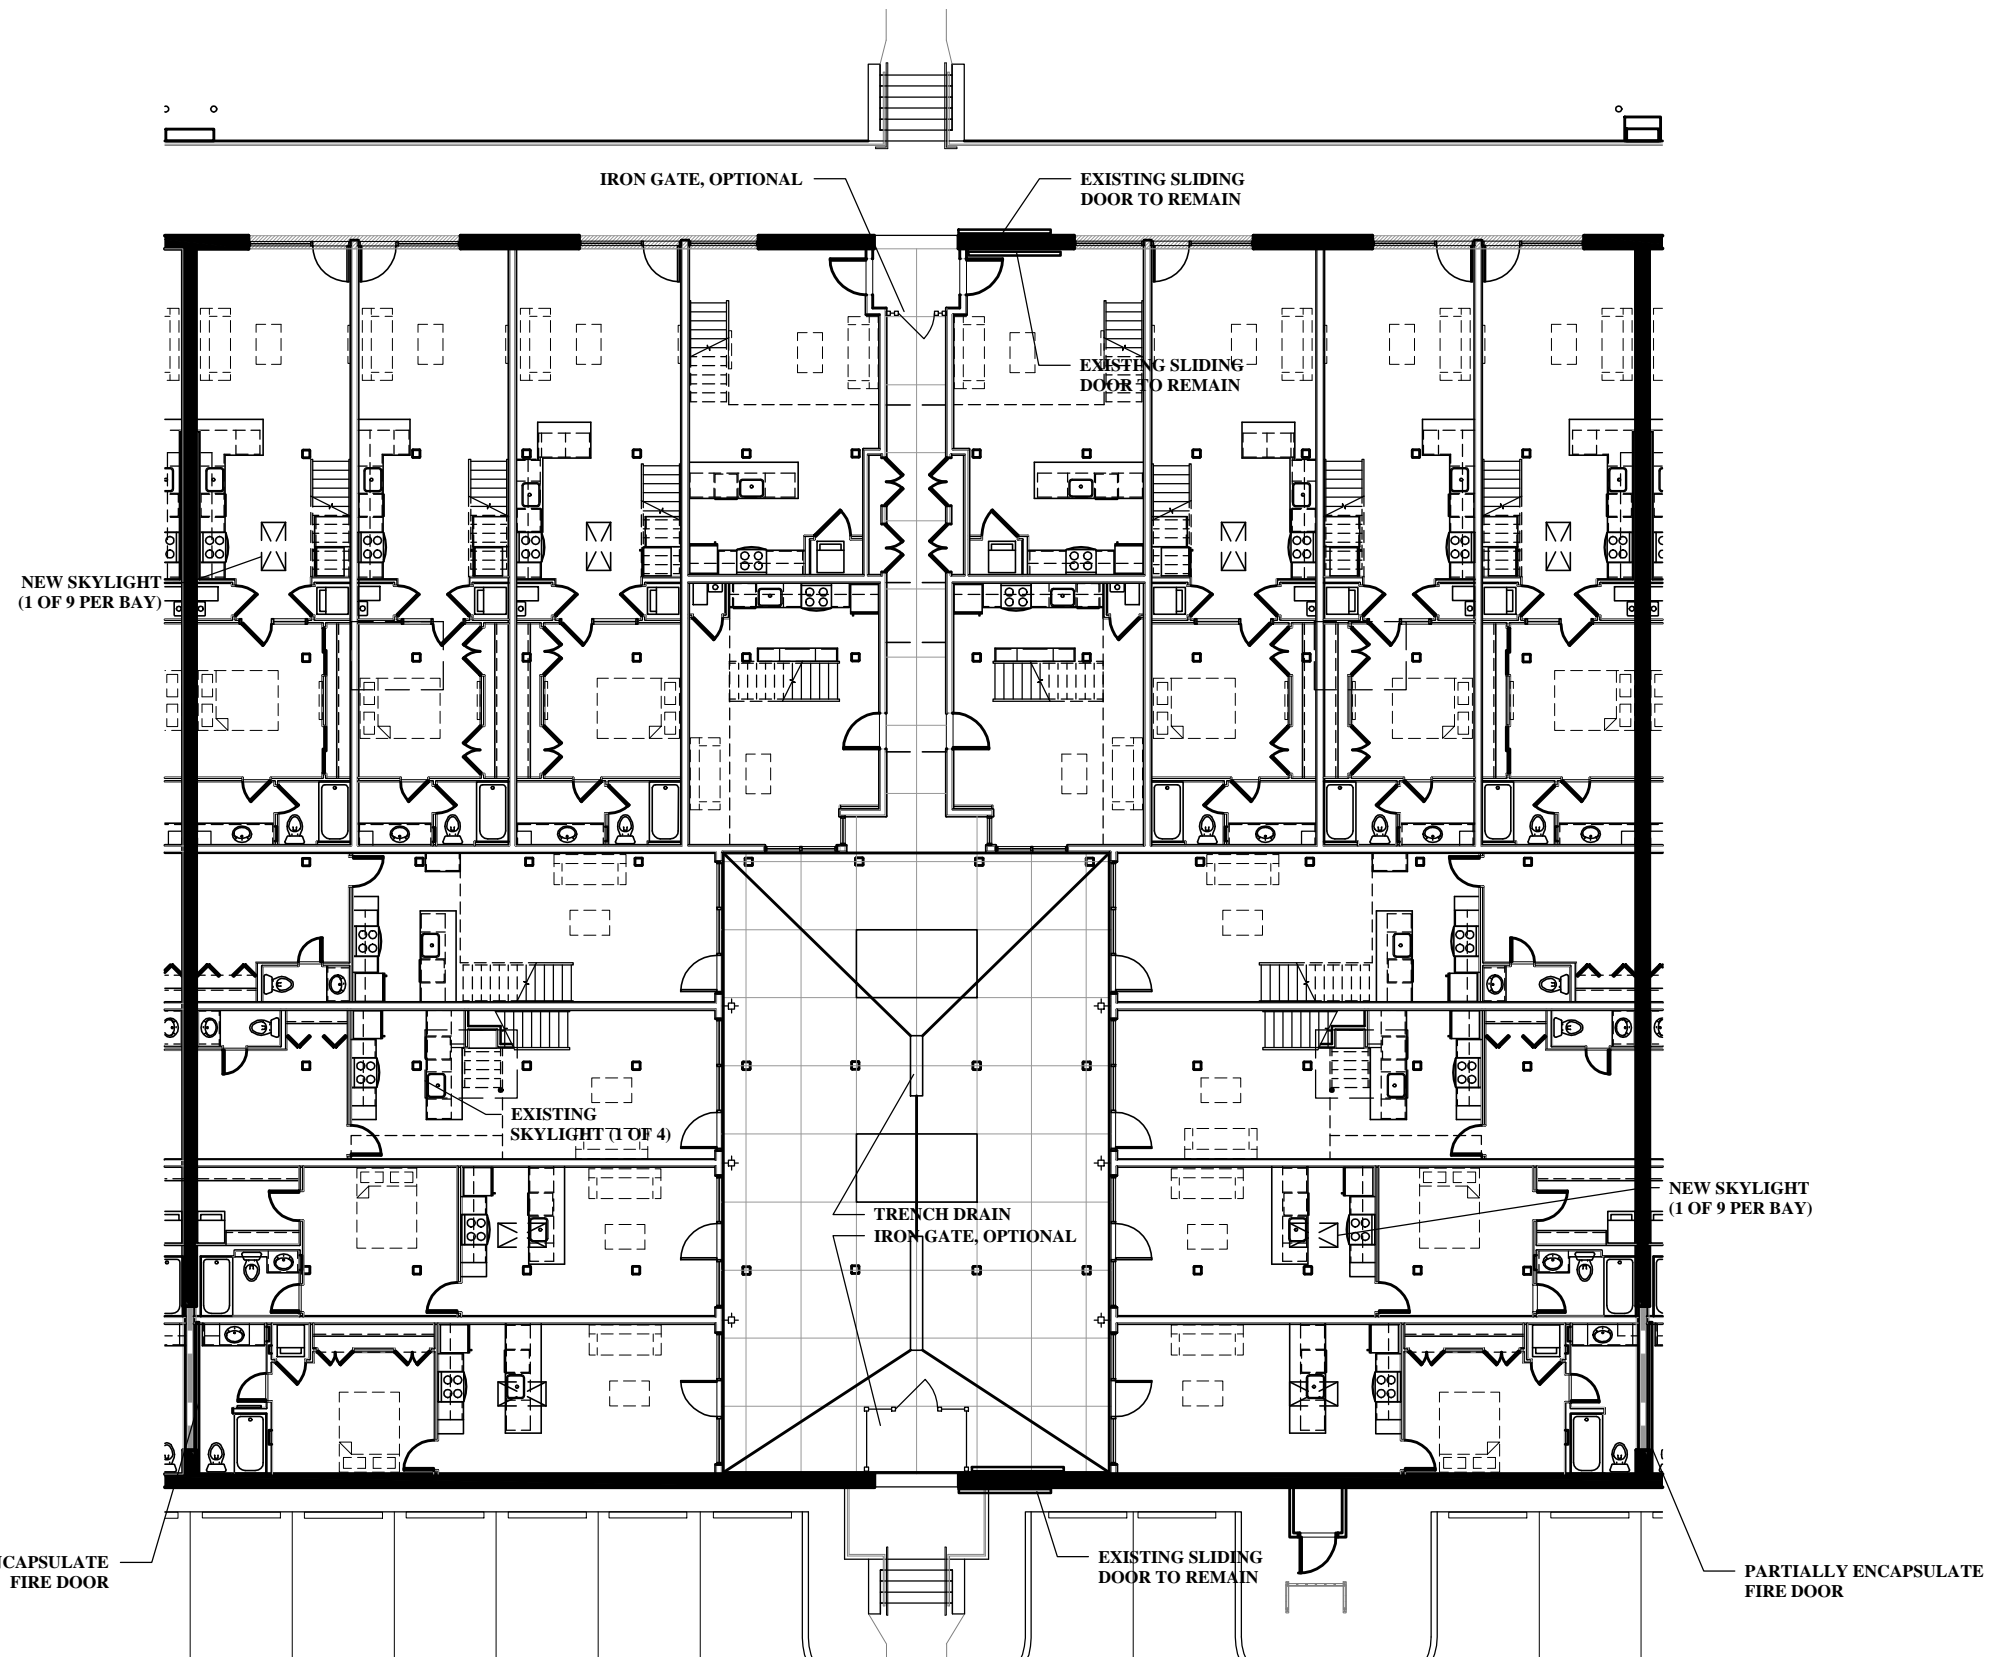 IRON GATE, OPTIONAL
EXISTING SLIDING
DOOR TO REMAIN
EXISTING SLIDING
DOOR TO REMAIN
NEW SKYLIGHT
(1 OF 9 PER BAY)
EXISTING
SKYLIGHT (1 OF 4)
NEW SKYLIGHT
(1 OF 9 PER BAY)
TRENCH DRAIN
IRON GATE, OPTIONAL
NCAPSULATE
FIRE DOOR
EXISTING SLIDING
DOOR TO REMAIN
PARTIALLY ENCAPSULATE
FIRE DOOR